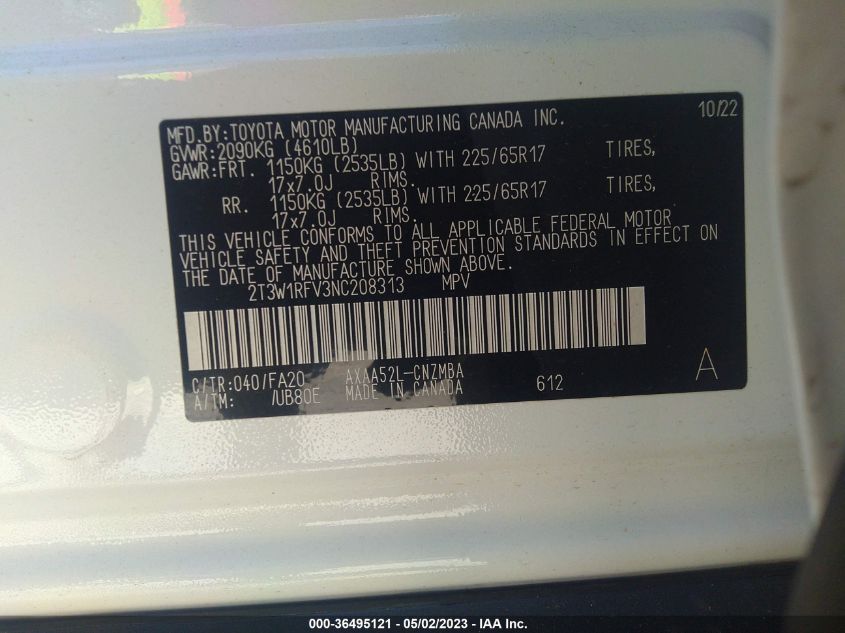 10/22
MFD.BY:TOYOTA MOTOR MANUFACTURING CANADA INC.
GVWR:2090KG (4610LB)
GAWR:FRT. 1150KG (2535LB) WITH 225/65R17 TIRES,
17x7.0J RIMS.
RR. 1150KG (2535LB) WITH 225/65R17 TIRES,
17x7.0J RIMS.
THIS VEHICLE CONFORMS TO ALL APPLICABLE FEDERAL MOTOR
VEHICLE SAFETY AND THEFT PREVENTION STANDARDS IN EFFECT ON
THE DATE OF MANUFACTURE SHOWN ABOVE.
2T3W1RFV3NC208313 MPV
C/TR:040/FA20 AXAA52L-CNZMBA A
A/TM: /UB80E MADE IN CANADA 612
000-36495121 - 05/02/2023 - IAA Inc.